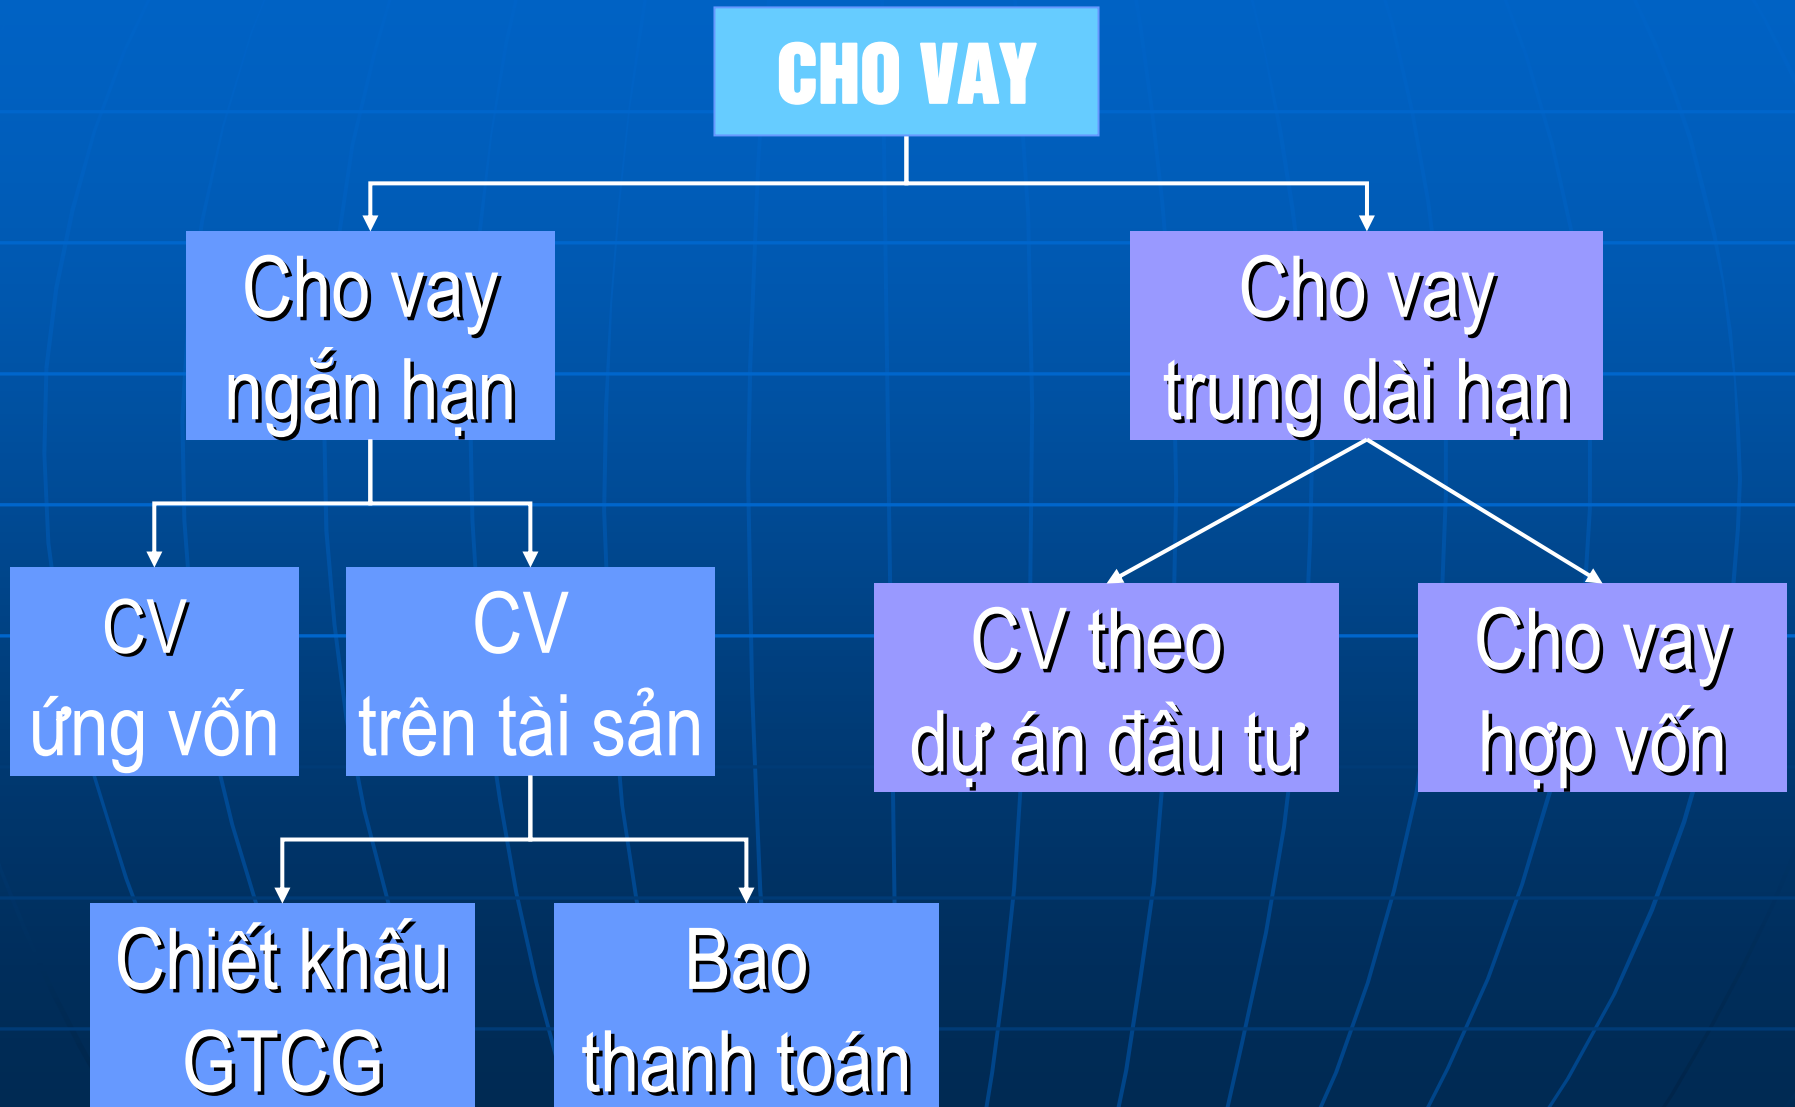 CHO VAY
Cho vay
ngắn hạn
Cho vay
trung dài hạn
CV
ứng vốn
CV
trên tài sản
CV theo
dự án đầu tư
Cho vay
hợp vốn
Chiết khấu
GTCG
Bao
thanh toán